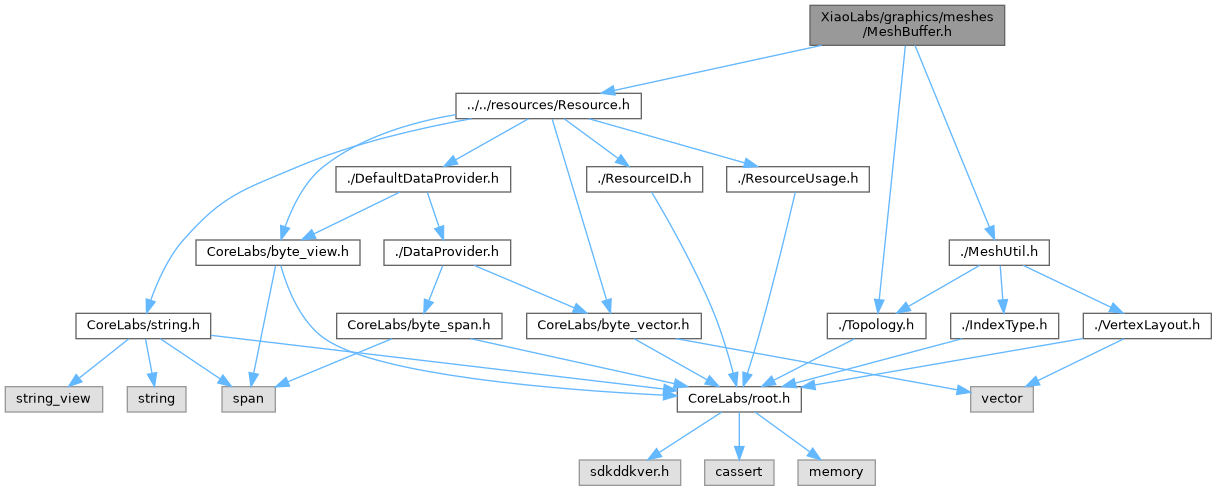 XiaoLabs/graphics/meshes
/MeshBuffer.h
../../resources/Resource.h
./DefaultDataProvider.h
./ResourceID.h
./ResourceUsage.h
CoreLabs/byte_view.h
./DataProvider.h
./MeshUtil.h
CoreLabs/string.h
CoreLabs/byte_span.h
CoreLabs/byte_vector.h
./Topology.h
./IndexType.h
./VertexLayout.h
string_view
string
span
CoreLabs/root.h
vector
sdkddkver.h
cassert
memory